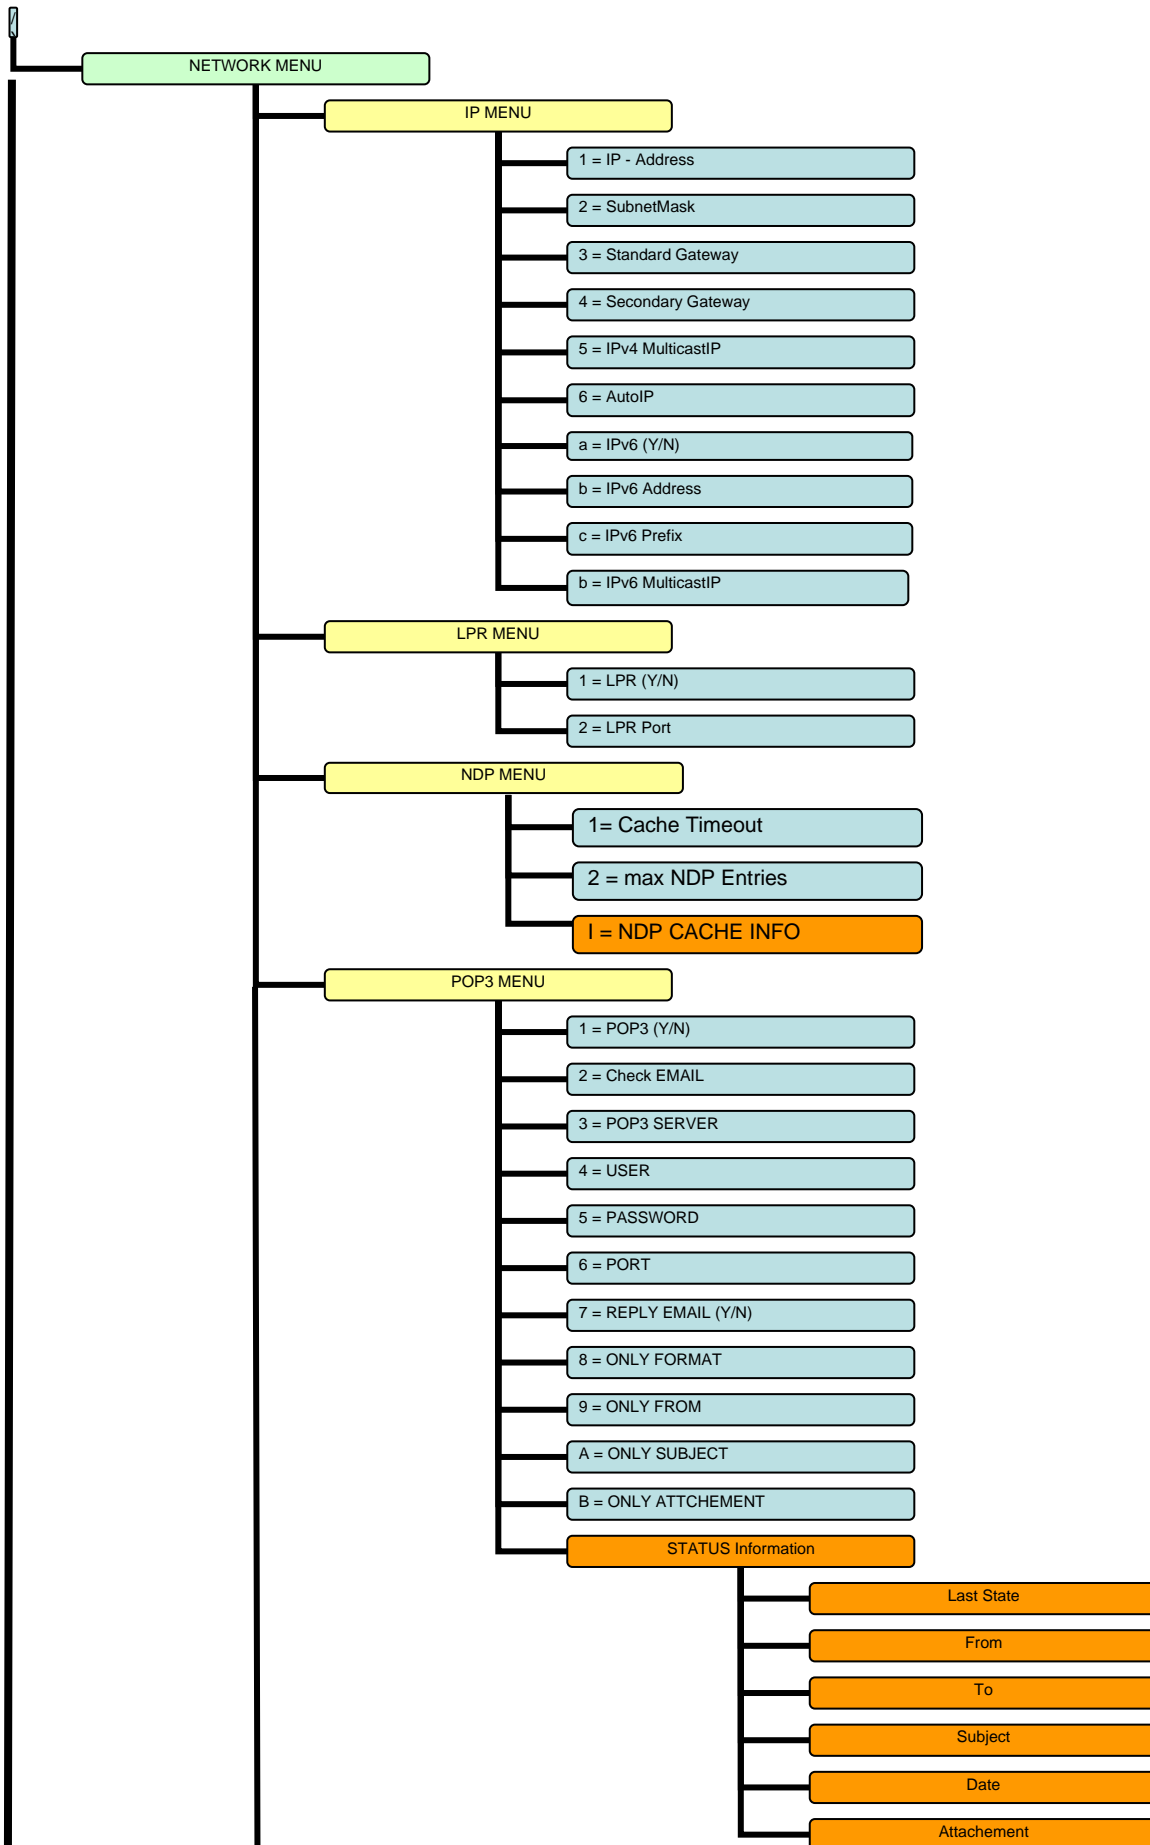 NETWORK MENU
IP MENU
1 = IP - Address
2 = SubnetMask
3 = Standard Gateway
4 = Secondary Gateway
5 = IPv4 MulticastIP
6 = AutoIP
a = IPv6 (Y/N)
b = IPv6 Address
c = IPv6 Prefix
b = IPv6 MulticastIP
LPR MENU
1 = LPR (Y/N)
2 = LPR Port
NDP MENU
1= Cache Timeout
2 = max NDP Entries
I = NDP CACHE INFO
POP3 MENU
1 = POP3 (Y/N)
2 = Check EMAIL
3 = POP3 SERVER
4 = USER
5 = PASSWORD
6 = PORT
7 = REPLY EMAIL (Y/N)
8 = ONLY FORMAT
9 = ONLY FROM
A = ONLY SUBJECT
B = ONLY ATTCHEMENT
STATUS Information
Last State
From
To
Subject
Date
Attachement